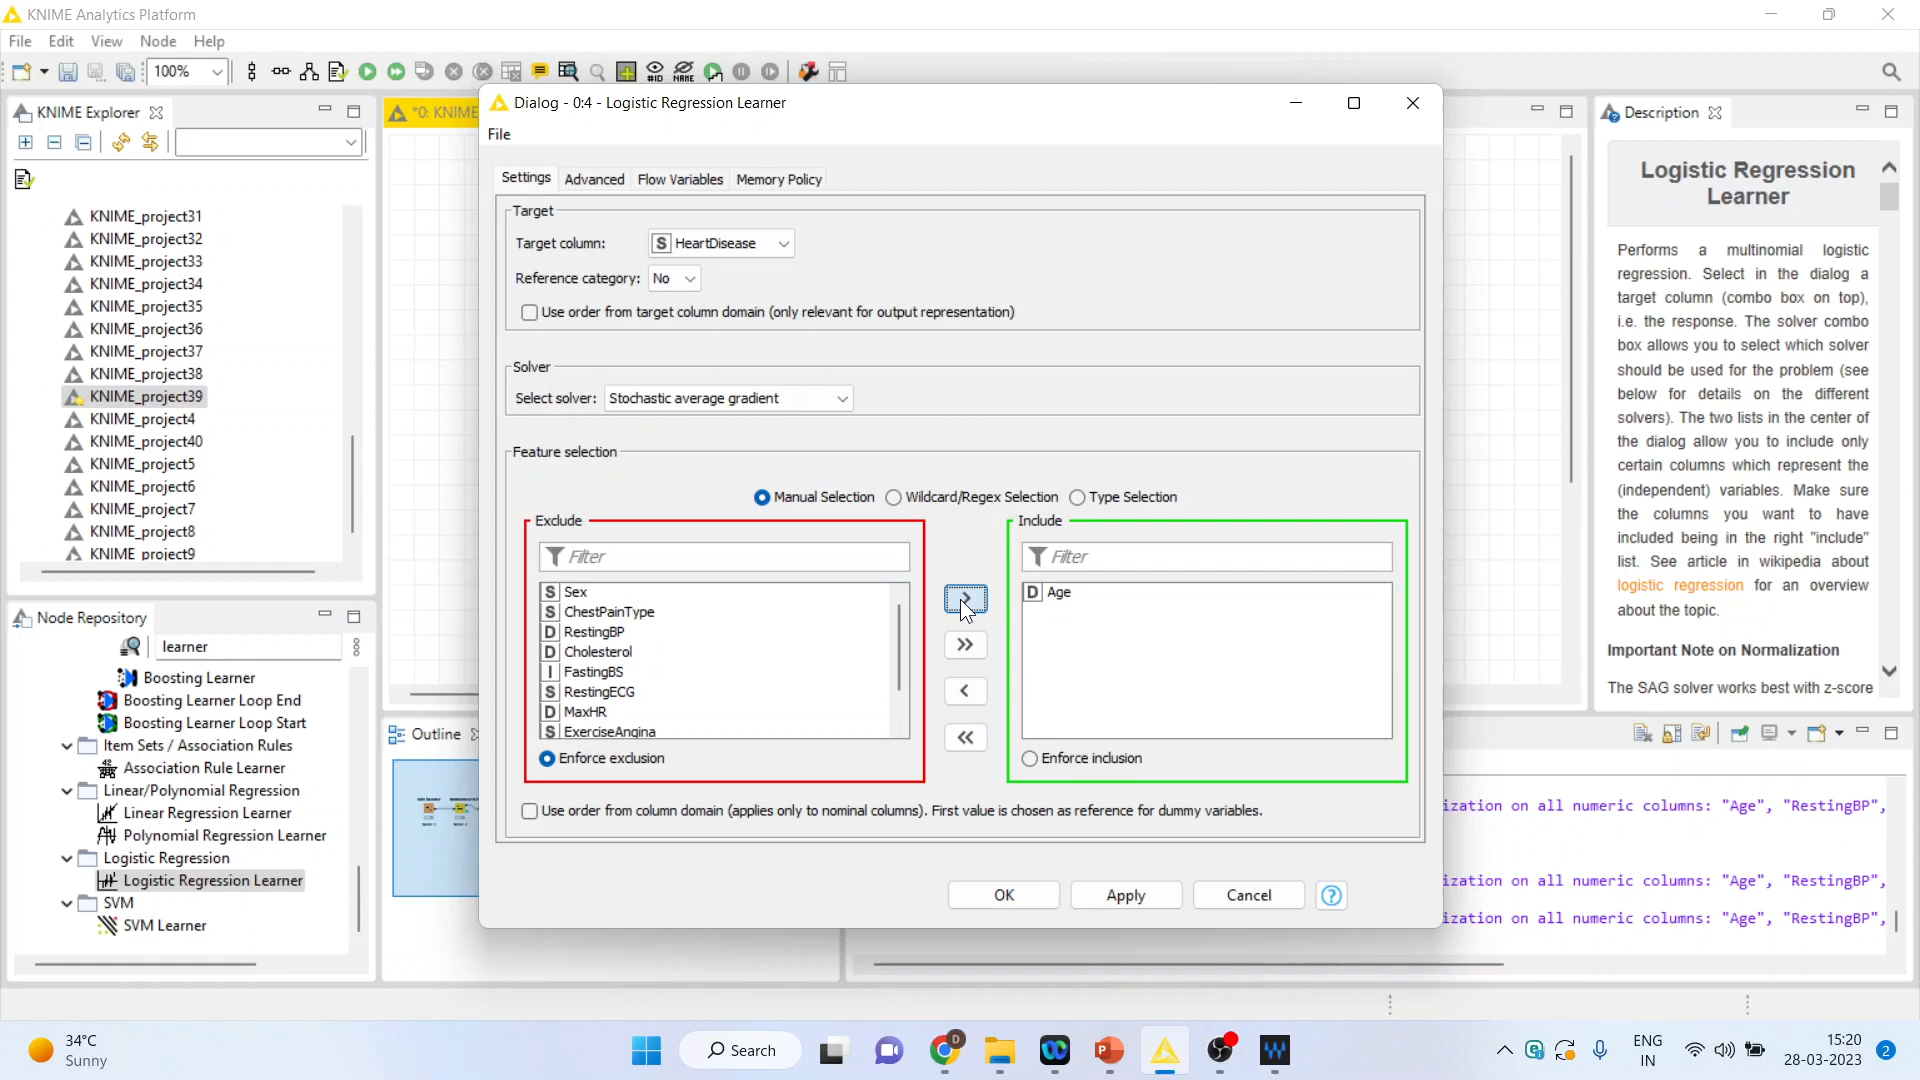 KNIME Analytics Platform
File Edit View Node Help
100%
KNIME Explorer
KNIME_project31
KNIME_project32
KNIME_project33
KNIME_project34
KNIME_project35
KNIME_project36
KNIME_project37
KNIME_project38
KNIME_project39
KNIME_project4
KNIME_project40
KNIME_project5
KNIME_project6
KNIME_project7
KNIME_project8
KNIME_project9
Node Repository
learner
Boosting Learner
Boosting Learner Loop End
Boosting Learner Loop Start
Item Sets / Association Rules
Association Rule Learner
Linear/Polynomial Regression
Linear Regression Learner
Polynomial Regression Learner
Logistic Regression
Logistic Regression Learner
SVM
SVM Learner
*0: KNIME
Outline
Dialog - 0:4 - Logistic Regression Learner
File
Settings Advanced Flow Variables Memory Policy
Target
Target column: S HeartDisease
Reference category: No
Use order from target column domain (only relevant for output representation)
Solver
Select solver: Stochastic average gradient
Feature selection
Manual Selection Wildcard/Regex Selection Type Selection
Exclude
Filter
S Sex
S ChestPainType
D RestingBP
D Cholesterol
I FastingBS
S RestingECG
D MaxHR
S ExerciseAngina
Enforce exclusion
>
>>
<
<<
Include
Filter
D Age
Enforce inclusion
Use order from column domain (applies only to nominal columns). First value is chosen as reference for dummy variables.
OK Apply Cancel ?
Description
Logistic Regression
Learner
Performs a multinomial logistic
regression. Select in the dialog a
target column (combo box on top),
i.e. the response. The solver combo
box allows you to select which solver
should be used for the problem (see
below for details on the different
solvers). The two lists in the center of
the dialog allow you to include only
certain columns which represent the
(independent) variables. Make sure
the columns you want to have
included being in the right "include"
list. See article in wikipedia about
logistic regression for an overview
about the topic.
Important Note on Normalization
The SAG solver works best with z-score
ization on all numeric columns: "Age", "RestingBP",
ization on all numeric columns: "Age", "RestingBP",
ization on all numeric columns: "Age", "RestingBP",
34°C
Sunny
Search
ENG
IN
15:20
28-03-2023
2